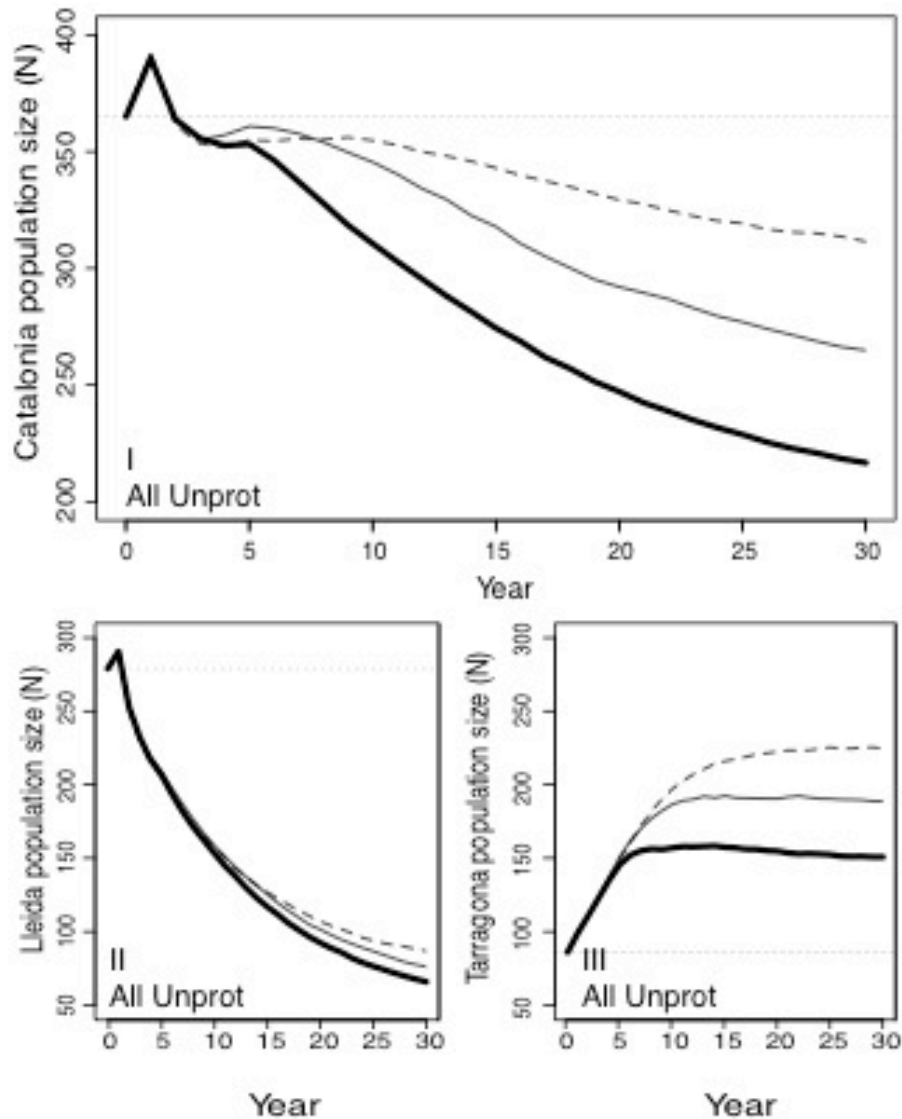 Catalonia population size (N)
400
350
300
250
200
I
All Unprot
0 5 10 15 20 25 30
Year
Lleida population size (N)
300
250
200
150
100
50
II
All Unprot
0 5 10 15 20 25 30
Year
Tarragona population size (N)
300
250
200
150
100
50
III
All Unprot
0 5 10 15 20 25 30
Year